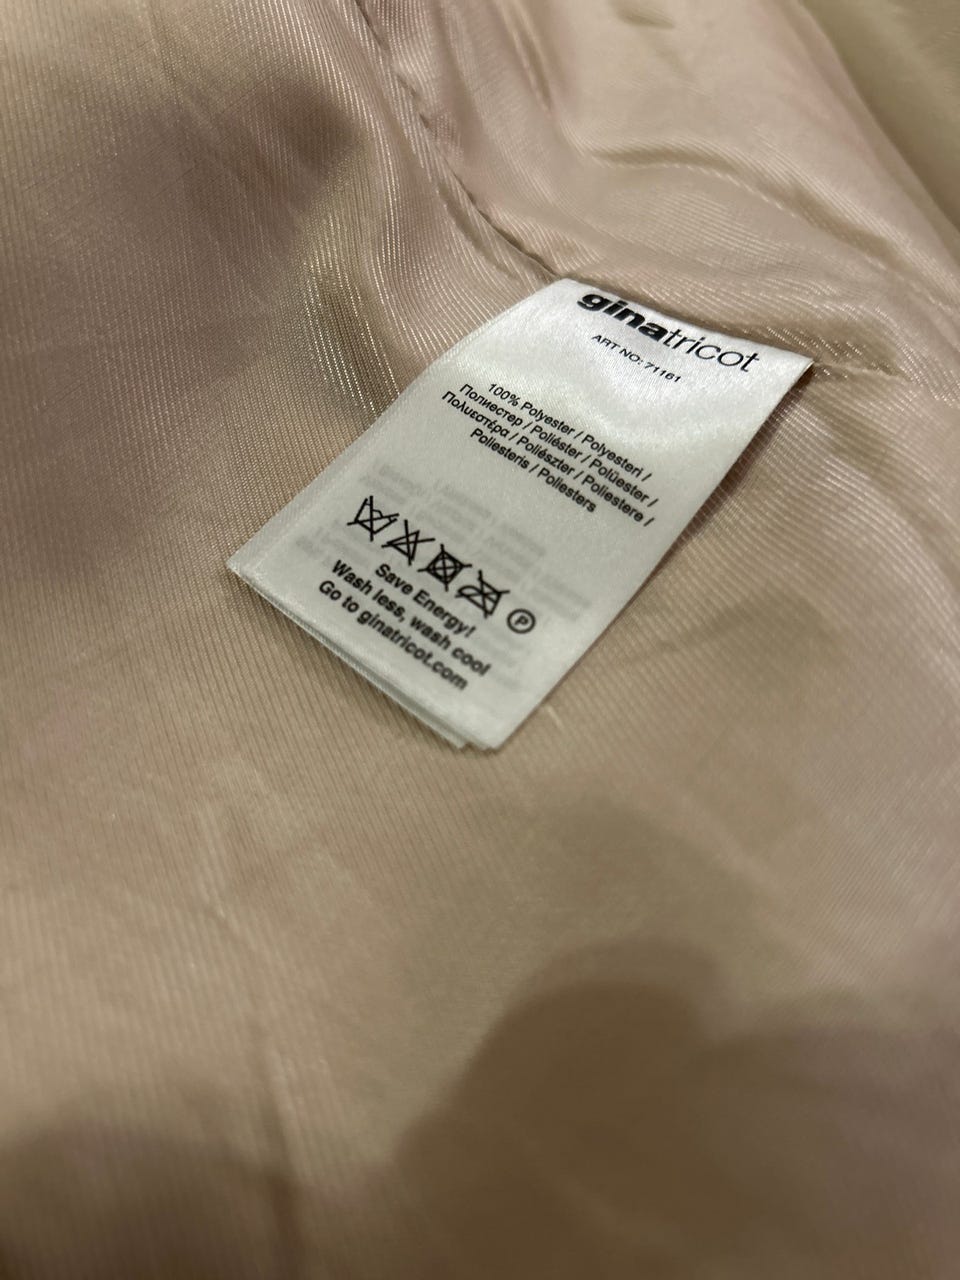 ginatricot
ART NO: 71161
100% Polyester / Polyesteri /
Полиестер / Poliéster / Polüester /
Πολυεστέρα / Poliészter / Poliestere /
Poliesteris / Poliesters
P
Save Energy!
Wash less, wash cool
Go to ginatricot.com